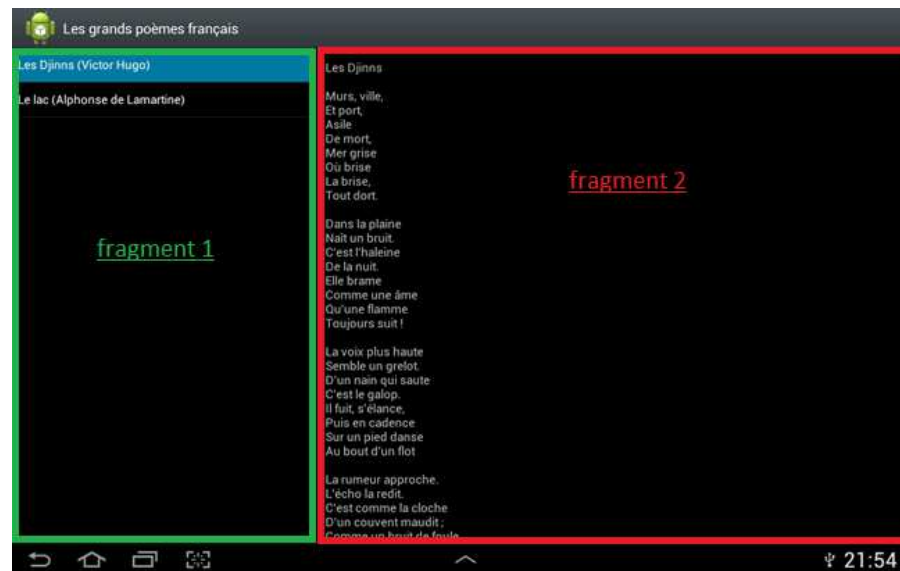 Les grands poèmes français
Les Djinns (Victor Hugo)
Le lac (Alphonse de Lamartine)
fragment 1
Les Djinns
Murs, ville,
Et port,
Asile
De mort,
Mer grise
Où brise
La brise,
Tout dort.
Dans la plaine
Naît un bruit.
C'est l'haleine
De la nuit.
Elle brame
Comme une âme
Qu'une flamme
Toujours suit !
La voix plus haute
Semble un grelot.
D'un nain qui saute
C'est le galop.
Il fuit, s'élance,
Puis en cadence
Sur un pied danse
Au bout d'un flot
La rumeur approche.
L'écho la redit.
C'est comme la cloche
D'un couvent maudit ;
Comme un bruit de foule
fragment 2
21:54